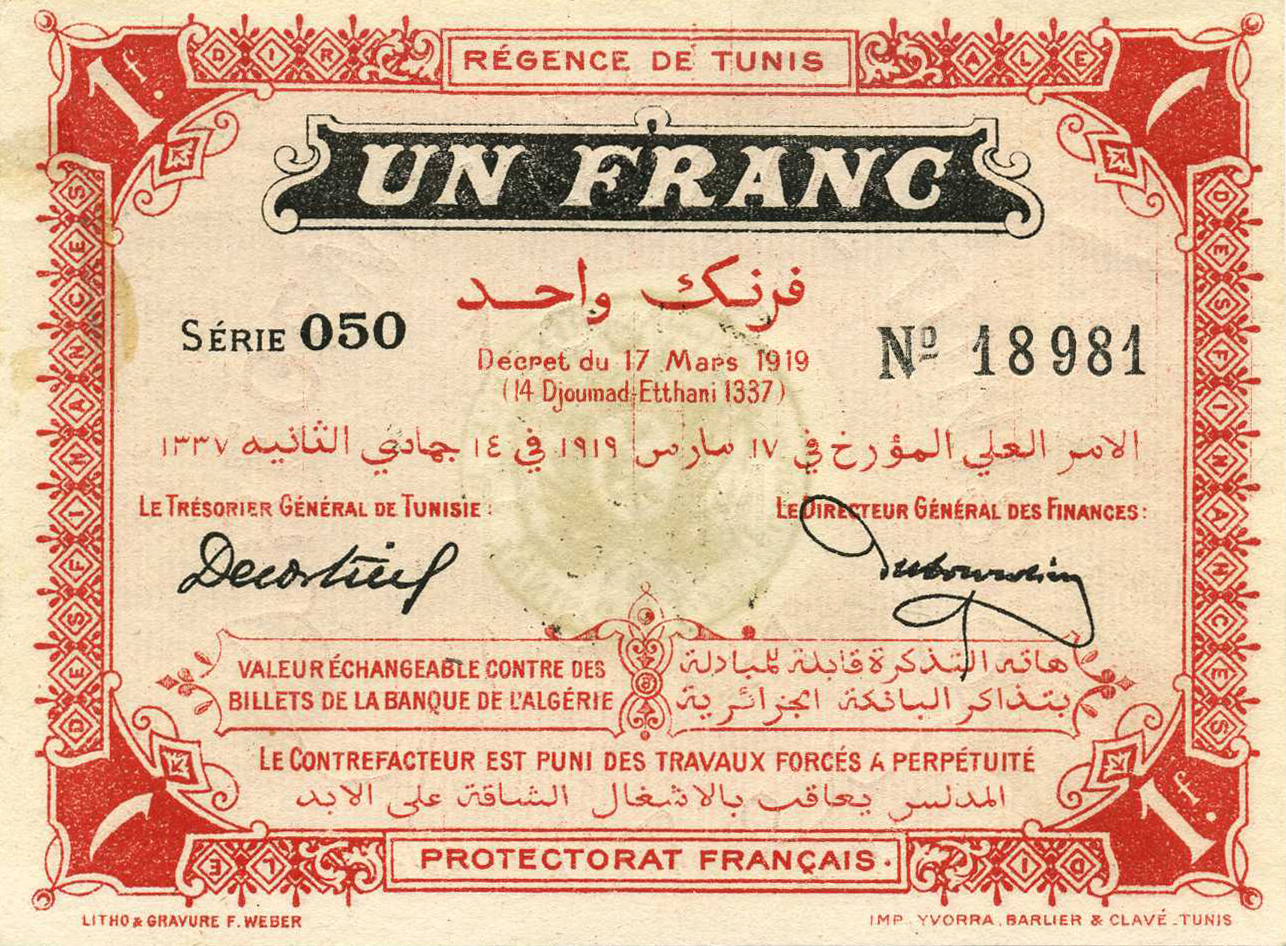 RÉGENCE DE TUNIS
1 f.
UN FRANC
فرنك واحد
SÉRIE 050
Nº 18981
Décret du 17 Mars 1919
(14 Djoumad-Etthani 1337)
الامر العلي المؤرخ في ١٧ مارس ١٩١٩ في ١٤ جمادي الثانيه ١٣٣٧
LE TRÉSORIER GÉNÉRAL DE TUNISIE :
LE DIRECTEUR GÉNÉRAL DES FINANCES :
VALEUR ÉCHANGEABLE CONTRE DES
BILLETS DE LA BANQUE DE L'ALGÉRIE
هاته التذكرة قابلة للمبادلة
بتذاكر البانكة الجزائرية
LE CONTREFACTEUR EST PUNI DES TRAVAUX FORCÉS A PERPÉTUITÉ
المدلس يعاقب بالاشغال الشاقة على الابد
1 f.
PROTECTORAT FRANÇAIS.
DES FINANCES
DES FINANCES
LITHO & GRAVURE F. WEBER
IMP. YVORRA, BARLIER & CLAVÉ _ TUNIS